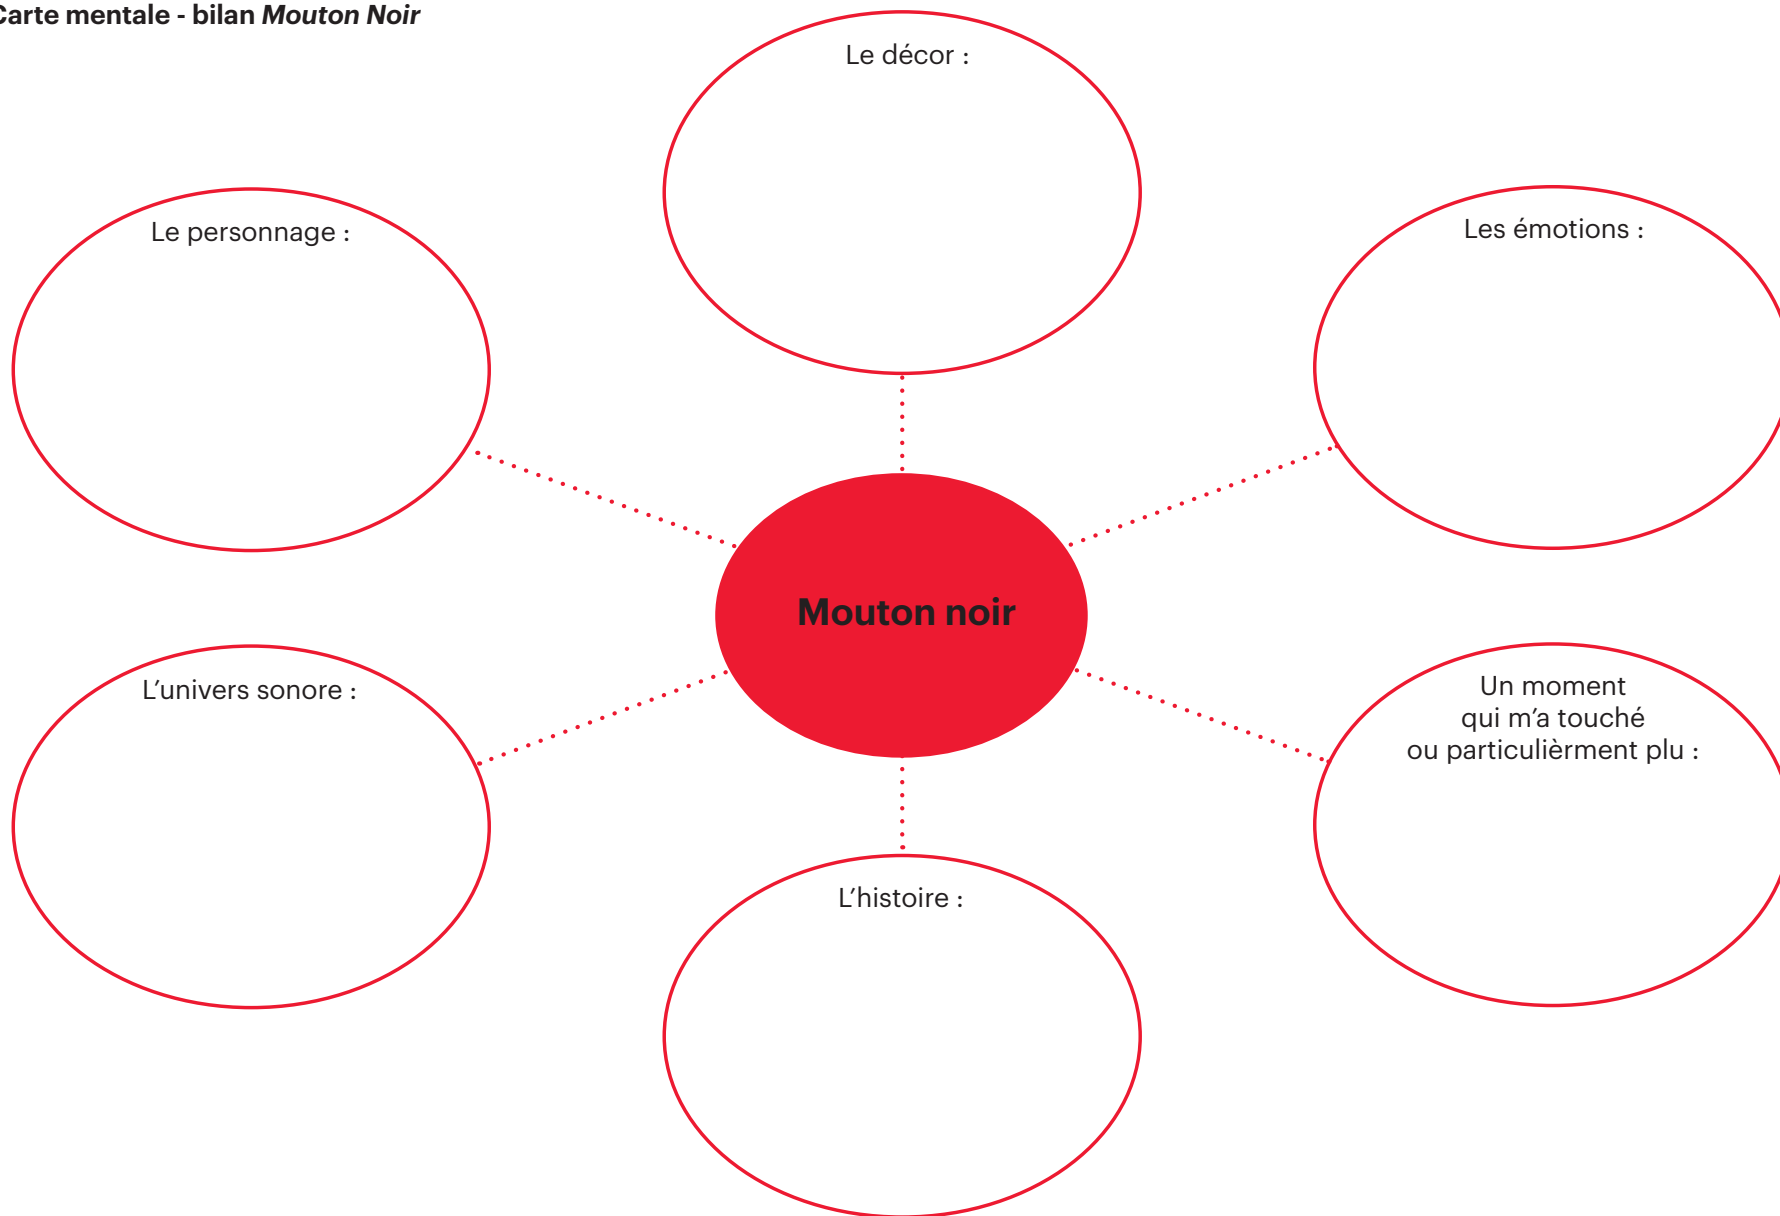 Carte mentale - bilan Mouton Noir
Le décor :
Le personnage :
Les émotions :
Mouton noir
L'univers sonore :
Un moment
qui m'a touché
ou particulièrment plu :
L'histoire :